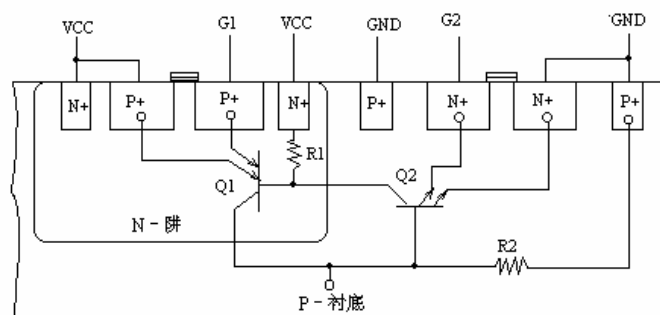 VCC
G1
VCC
GND
G2
GND
N+
P+
P+
N+
P+
N+
N+
P+
R1
Q1
Q2
N-阱
R2
P-衬底